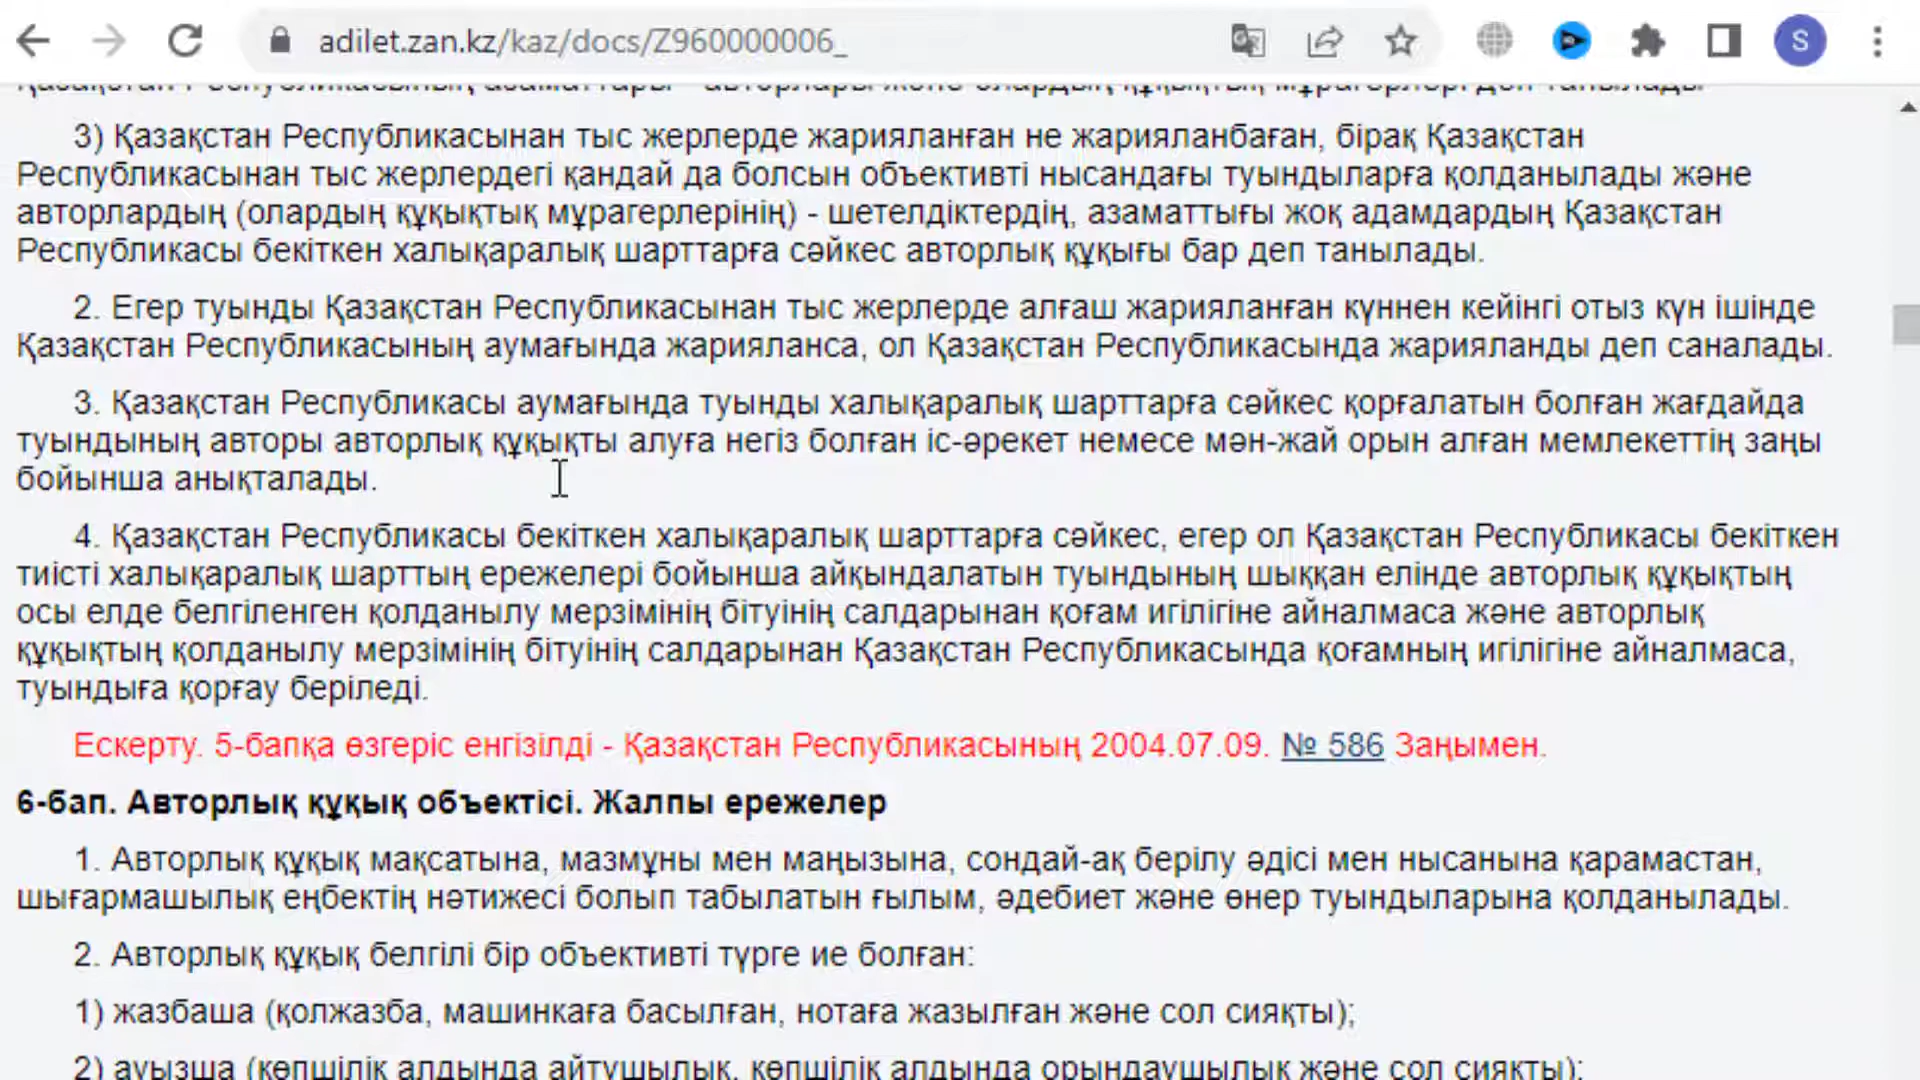 adilet.zan.kz/kaz/docs/Z960000006_
S
3) Қазақстан Республикасынан тыс жерлерде жарияланған не жарияланбаған, бірақ Қазақстан
Республикасынан тыс жерлердегі қандай да болсын объективті нысандағы туындыларға қолданылады және
авторлардың (олардың құқықтық мұрагерлерінің) - шетелдіктердің, азаматтығы жоқ адамдардың Қазақстан
Республикасы бекіткен халықаралық шарттарға сәйкес авторлық құқығы бар деп танылады.
2. Егер туынды Қазақстан Республикасынан тыс жерлерде алғаш жарияланған күннен кейінгі отыз күн ішінде
Қазақстан Республикасының аумағында жарияланса, ол Қазақстан Республикасында жарияланды деп саналады.
3. Қазақстан Республикасы аумағында туынды халықаралық шарттарға сәйкес қорғалатын болған жағдайда
туындының авторы авторлық құқықты алуға негіз болған іс-әрекет немесе мән-жай орын алған мемлекеттің заңы
бойынша анықталады.
4. Қазақстан Республикасы бекіткен халықаралық шарттарға сәйкес, егер ол Қазақстан Республикасы бекіткен
тиісті халықаралық шарттың ережелері бойынша айқындалатын туындының шыққан елінде авторлық құқықтың
осы елде белгіленген қолданылу мерзімінің бітуінің салдарынан қоғам игілігіне айналмаса және авторлық
құқықтың қолданылу мерзімінің бітуінің салдарынан Қазақстан Республикасында қоғамның игілігіне айналмаса,
туындыға қорғау беріледі.
Ескерту. 5-бапқа өзгеріс енгізілді - Қазақстан Республикасының 2004.07.09. № 586 Заңымен.
6-бап. Авторлық құқық объектісі. Жалпы ережелер
1. Авторлық құқық мақсатына, мазмұны мен маңызына, сондай-ақ берілу әдісі мен нысанына қарамастан,
шығармашылық еңбектің нәтижесі болып табылатын ғылым, әдебиет және өнер туындыларына қолданылады.
2. Авторлық құқық белгілі бір объективті түрге ие болған:
1) жазбаша (қолжазба, машинкаға басылған, нотаға жазылған және сол сияқты);
2) ауызша (көпшілік алдында айтушылық, көпшілік алдында орындаушылық және сол сияқты);